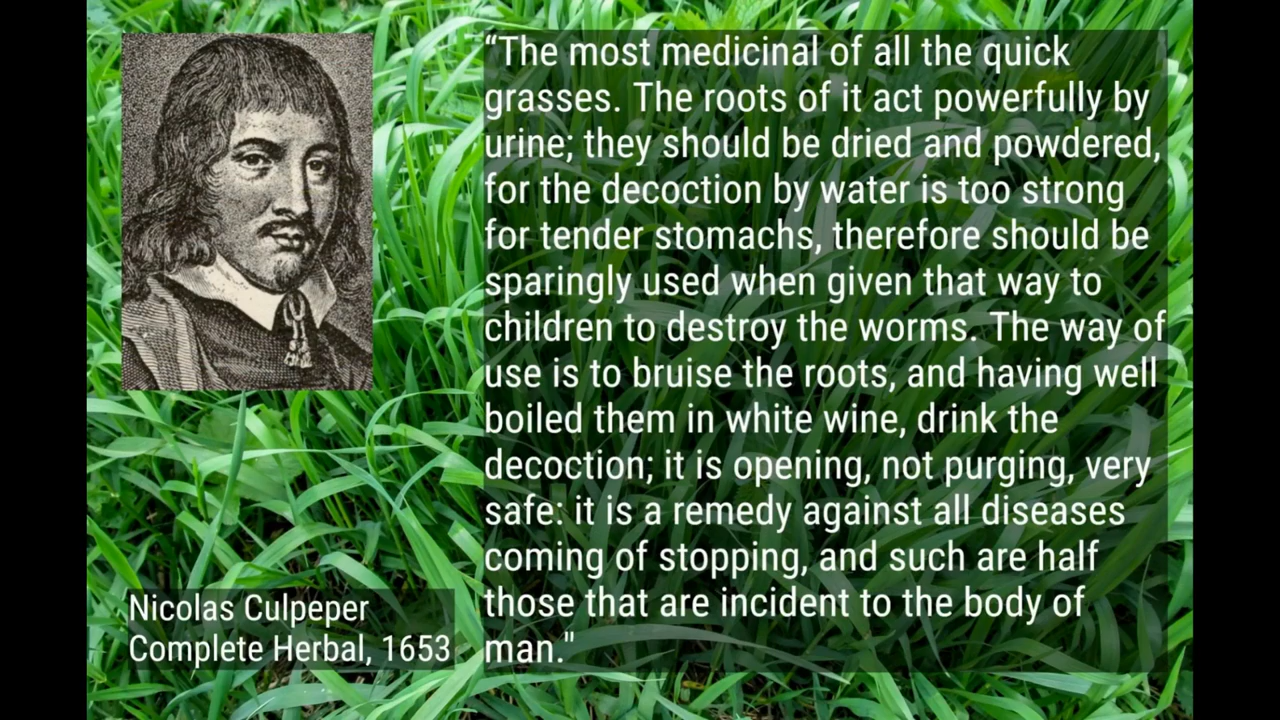 “The most medicinal of all the quick
grasses. The roots of it act powerfully by
urine; they should be dried and powdered,
for the decoction by water is too strong
for tender stomachs, therefore should be
sparingly used when given that way to
children to destroy the worms. The way of
use is to bruise the roots, and having well
boiled them in white wine, drink the
decoction; it is opening, not purging, very
safe: it is a remedy against all diseases
coming of stopping, and such are half
those that are incident to the body of
man."
Nicolas Culpeper
Complete Herbal, 1653